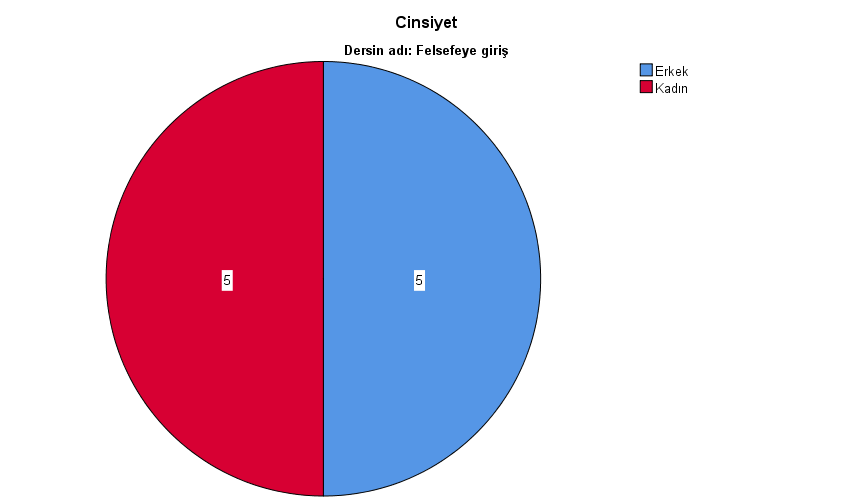 Cinsiyet
Dersin adı: Felsefeye giriş
Erkek
Kadın
5
5